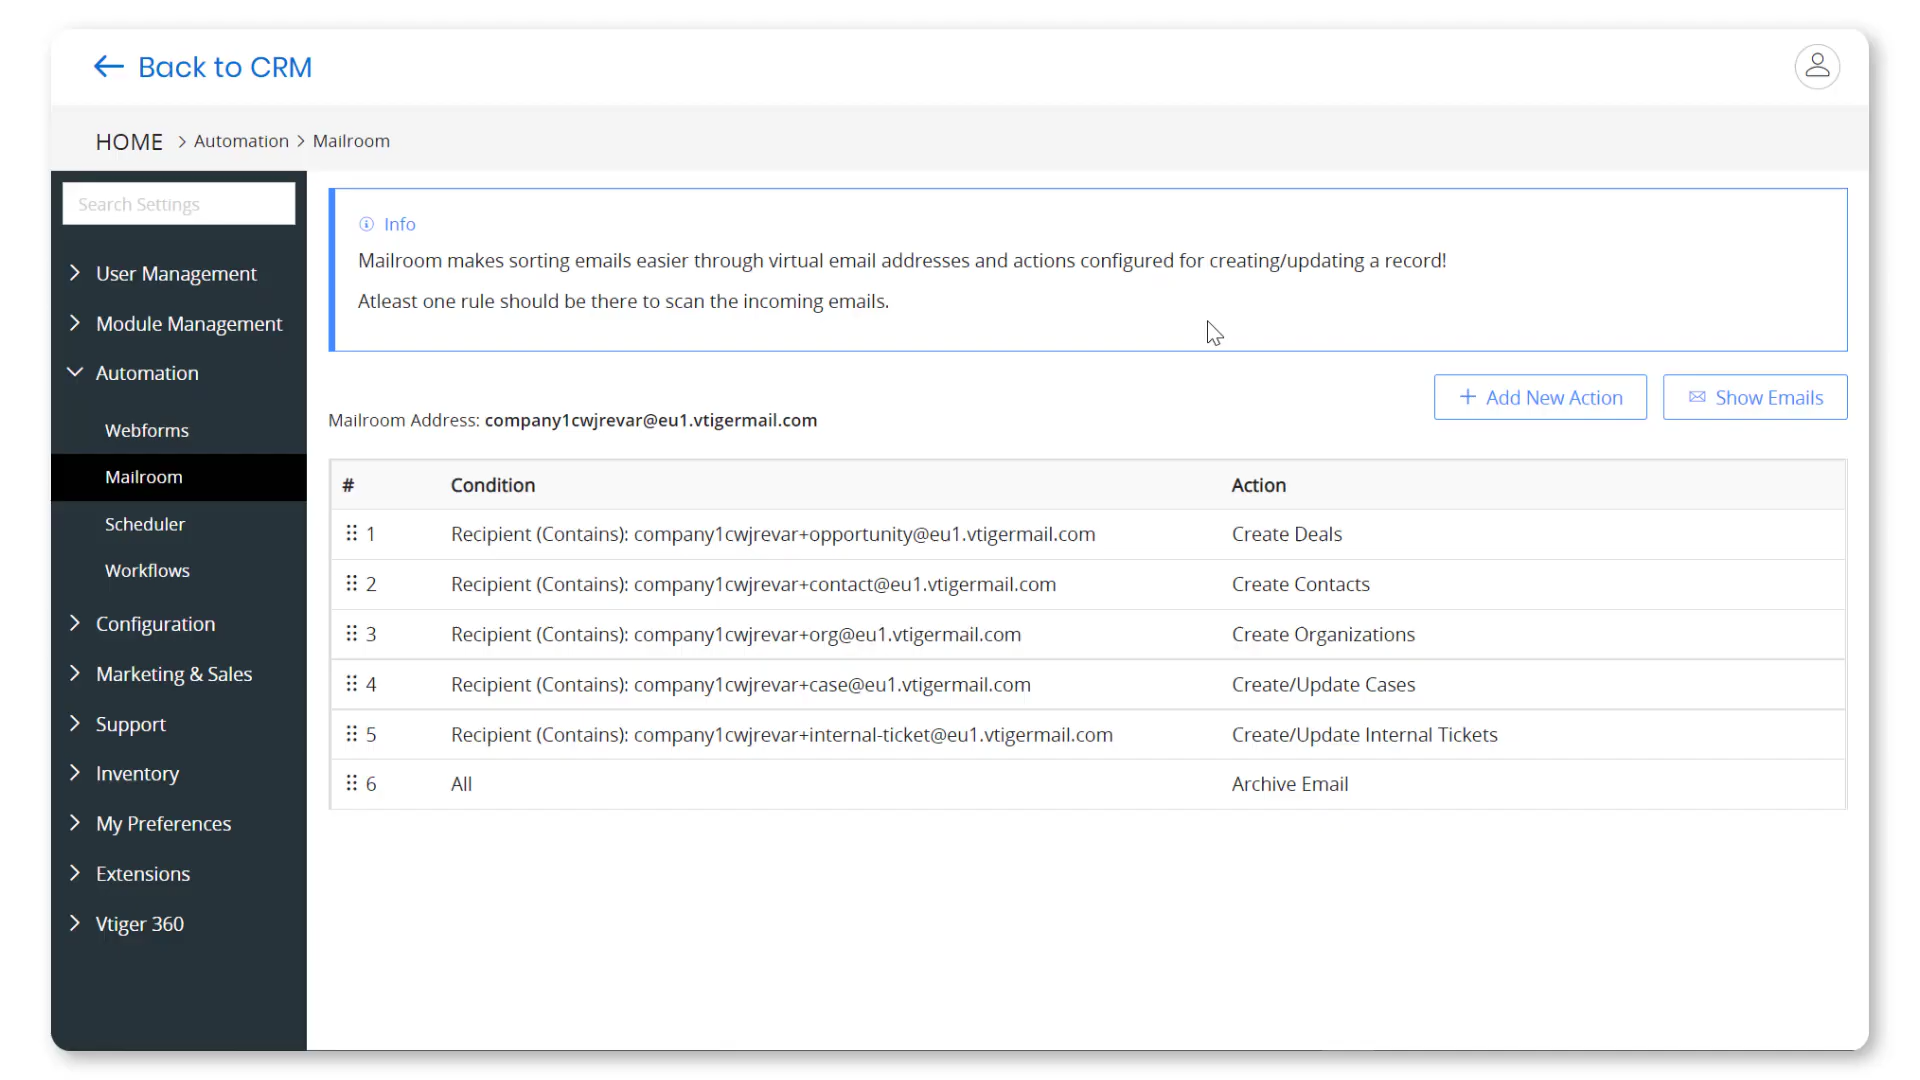 Back to CRM
HOME > Automation > Mailroom
Search Settings
User Management
Module Management
Automation
Webforms
Mailroom
Scheduler
Workflows
Configuration
Marketing & Sales
Support
Inventory
My Preferences
Extensions
Vtiger 360
Info
Mailroom makes sorting emails easier through virtual email addresses and actions configured for creating/updating a record!
Atleast one rule should be there to scan the incoming emails.
Add New Action
Show Emails
Mailroom Address: company1cwjrevar@eu1.vtigermail.com
# Condition Action
1 Recipient (Contains): company1cwjrevar+opportunity@eu1.vtigermail.com Create Deals
2 Recipient (Contains): company1cwjrevar+contact@eu1.vtigermail.com Create Contacts
3 Recipient (Contains): company1cwjrevar+org@eu1.vtigermail.com Create Organizations
4 Recipient (Contains): company1cwjrevar+case@eu1.vtigermail.com Create/Update Cases
5 Recipient (Contains): company1cwjrevar+internal-ticket@eu1.vtigermail.com Create/Update Internal Tickets
6 All Archive Email